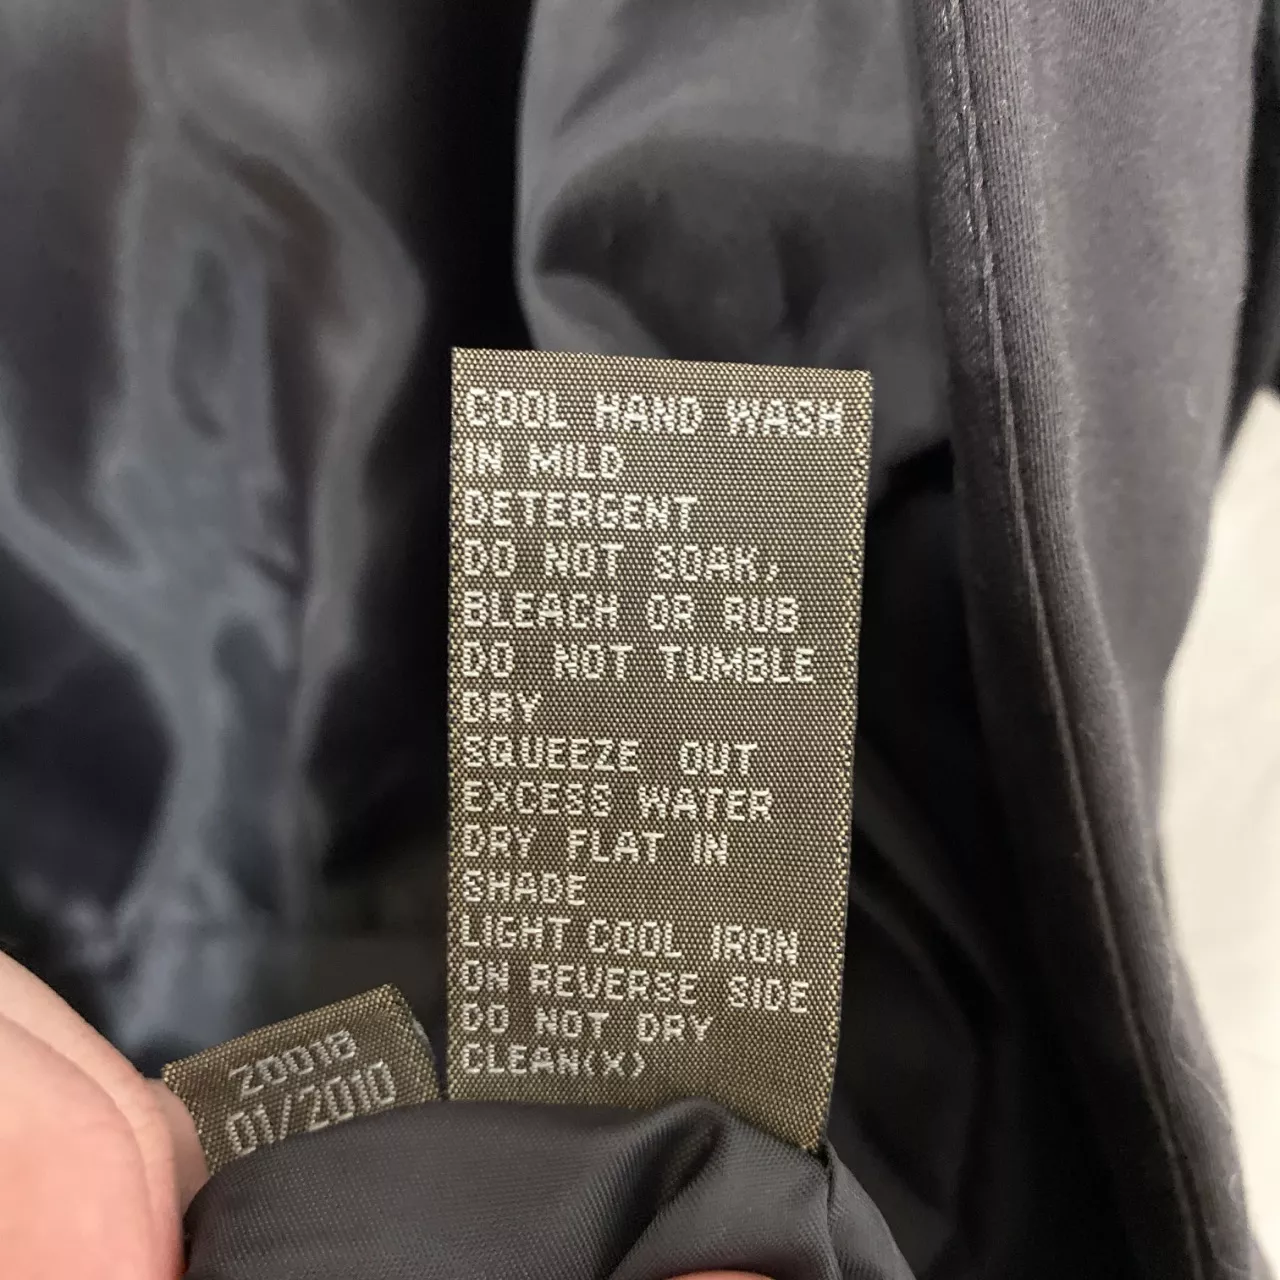 COOL HAND WASH
IN MILD
DETERGENT
DO NOT SOAK,
BLEACH OR RUB
DO NOT TUMBLE
DRY
SQUEEZE OUT
EXCESS WATER
DRY FLAT IN
SHADE
LIGHT COOL IRON
ON REVERSE SIDE
DO NOT DRY
CLEAN(X)
Z0018
01/2010